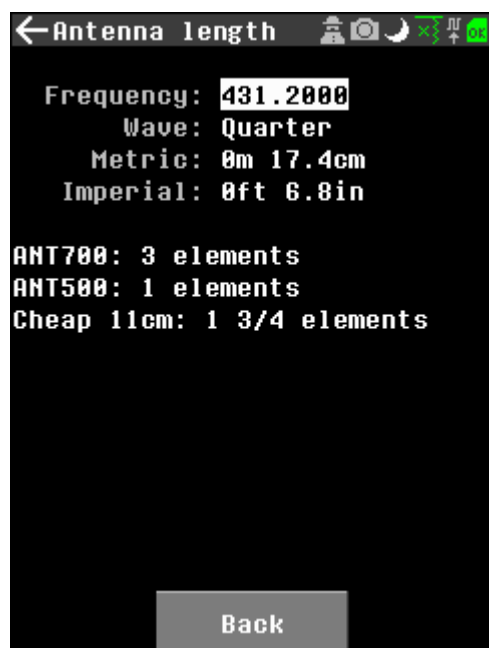 ←Antenna length OK
Frequency: 431.2000
Wave: Quarter
Metric: 0m 17.4cm
Imperial: 0ft 6.8in
ANT700: 3 elements
ANT500: 1 elements
Cheap 11cm: 1 3/4 elements
Back